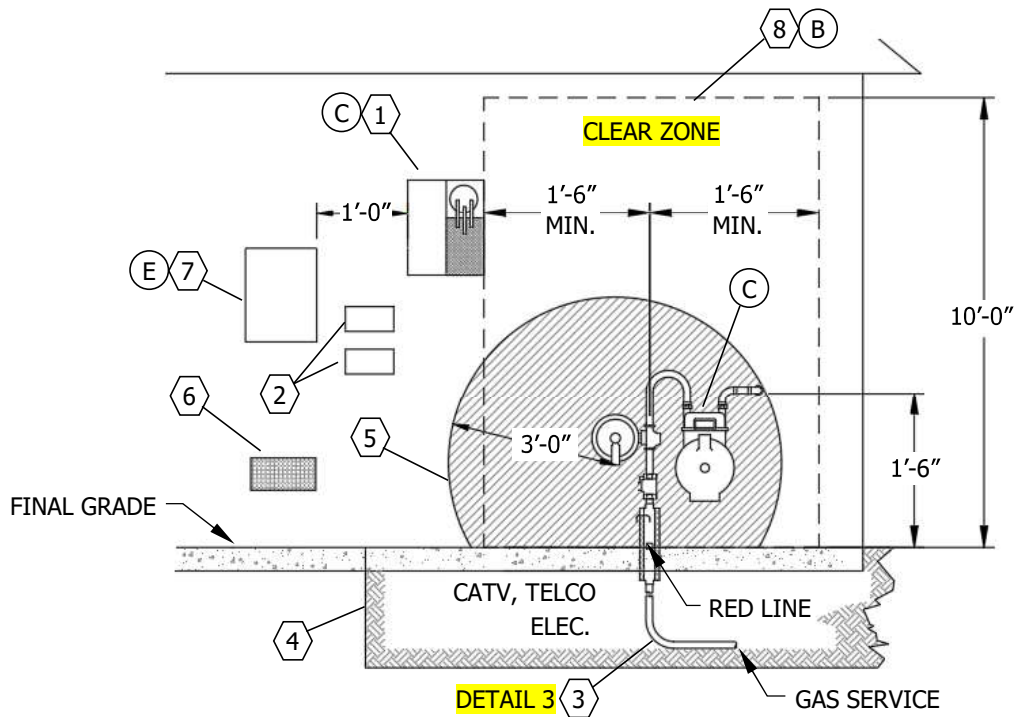 8 B
CLEAR ZONE
C 1
1'-0"
1'-6"
MIN.
1'-6"
MIN.
E 7
C
10'-0"
2
6
5
3'-0"
1'-6"
FINAL GRADE
CATV, TELCO
ELEC.
RED LINE
4
DETAIL 3 3
GAS SERVICE